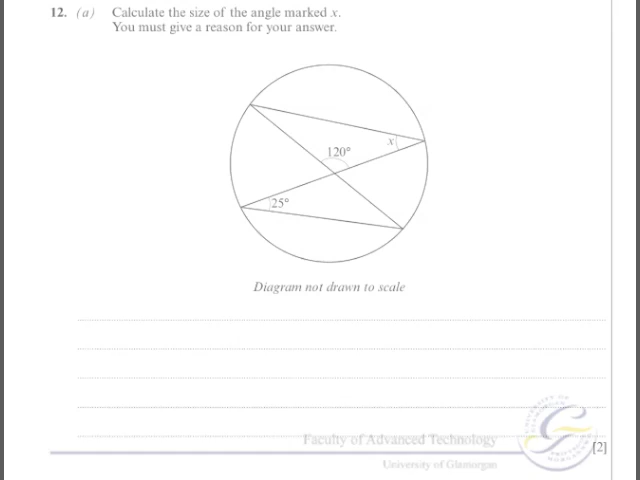 12. (a) Calculate the size of the angle marked x.
You must give a reason for your answer.
120°
x
25°
Diagram not drawn to scale
Faculty of Advanced Technology
[2]
University of Glamorgan